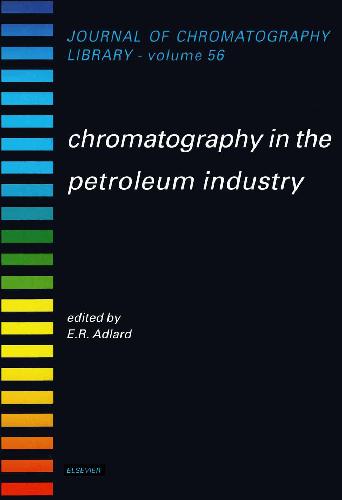 JOURNAL OF CHROMATOGRAPHY
LIBRARY - volume 56
chromatography in the
petroleum industry
edited by
E.R. Adlard
ELSEVIER